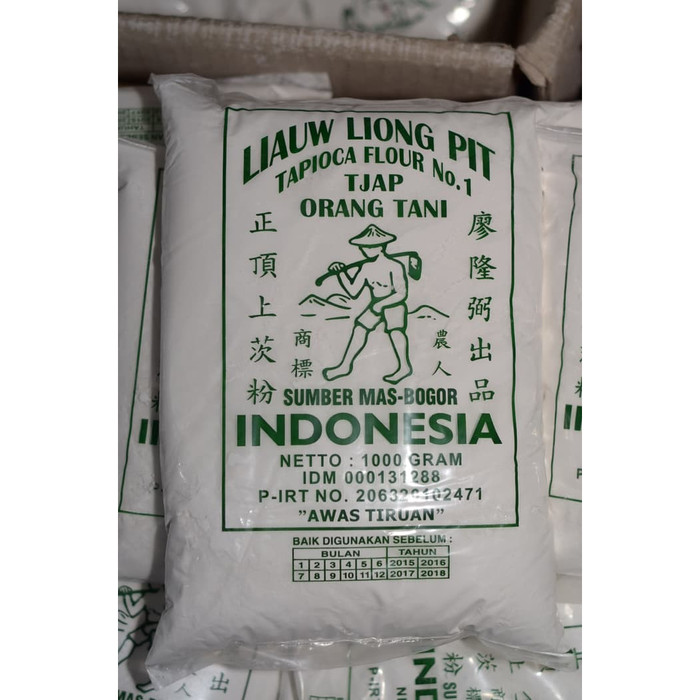 LIAUW LIONG PIT
TAPIOCA FLOUR No.1
TJAP
ORANG TANI
正頂上茨粉
廖隆弼出品
商標
農人
SUMBER MAS-BOGOR
INDONESIA
NETTO : 1000 GRAM
IDM 000131288
P-IRT NO. 206320102471
"AWAS TIRUAN"
BAIK DIGUNAKAN SEBELUM :
BULAN TAHUN
1 2 3 4 5 6 2015 2016
7 8 9 10 11 12 2017 2018